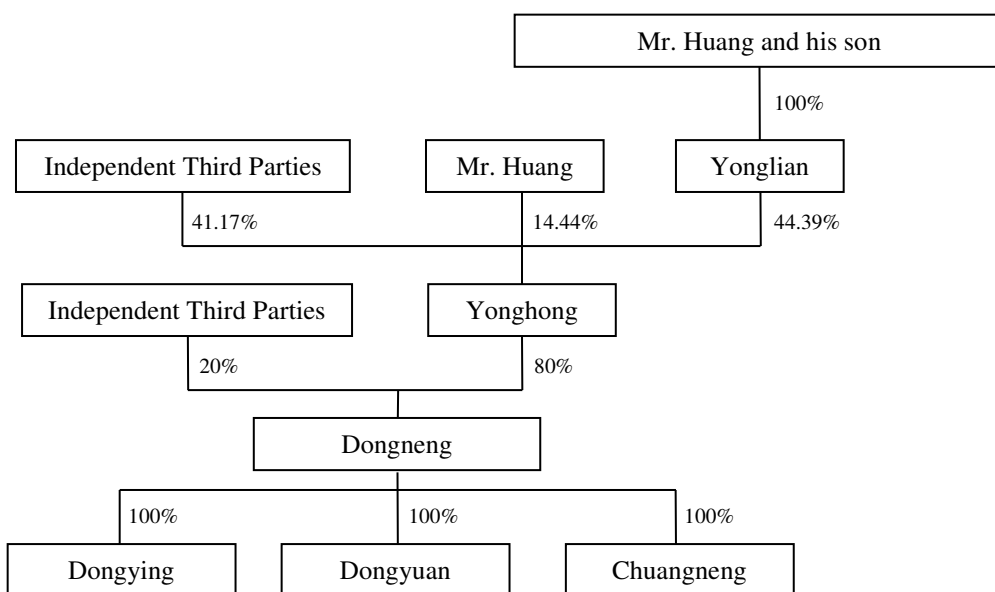 Mr. Huang and his son
100%
Independent Third Parties
Mr. Huang
Yonglian
41.17%
14.44%
44.39%
Independent Third Parties
Yonghong
20%
80%
Dongneng
100%
100%
100%
Dongying
Dongyuan
Chuangneng